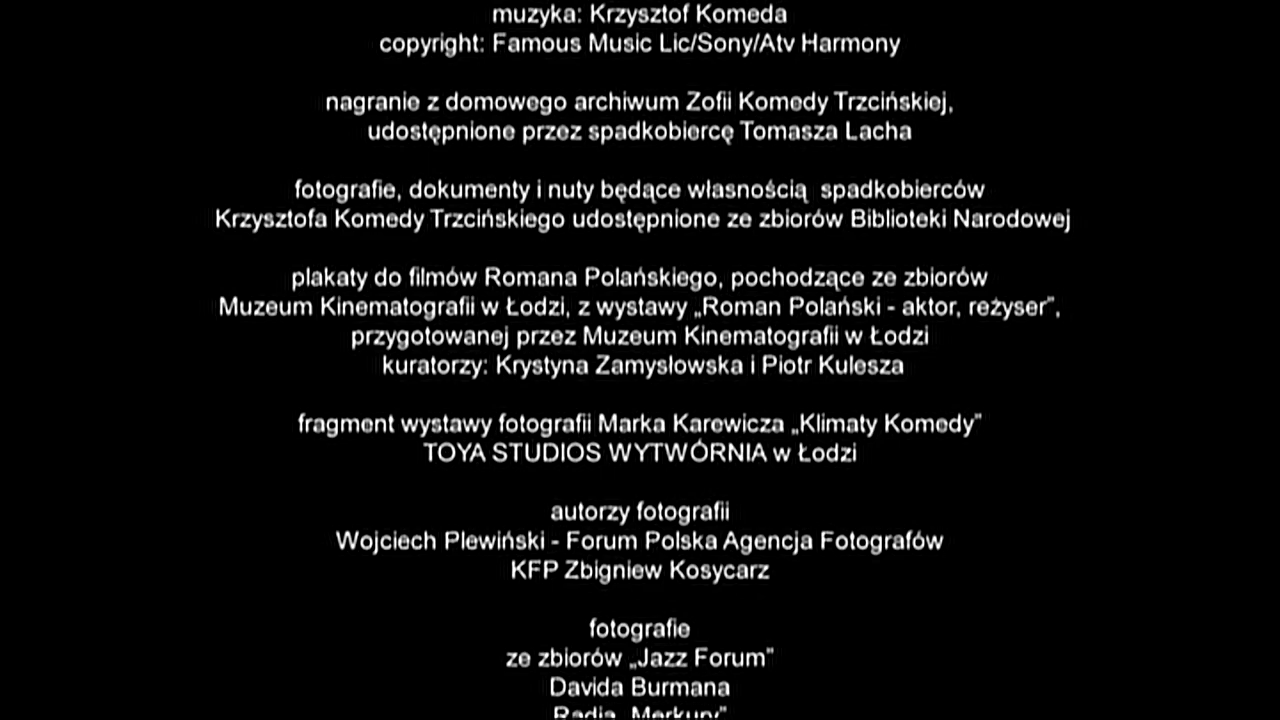 muzyka: Krzysztof Komeda
copyright: Famous Music Lic/Sony/Atv Harmony
nagranie z domowego archiwum Zofii Komedy Trzcińskiej,
udostępnione przez spadkobiercę Tomasza Lacha
fotografie, dokumenty i nuty będące własnością spadkobierców
Krzysztofa Komedy Trzcińskiego udostępnione ze zbiorów Biblioteki Narodowej
plakaty do filmów Romana Polańskiego, pochodzące ze zbiorów
Muzeum Kinematografii w Łodzi, z wystawy „Roman Polański - aktor, reżyser”,
przygotowanej przez Muzeum Kinematografii w Łodzi
kuratorzy: Krystyna Zamysłowska i Piotr Kulesza
fragment wystawy fotografii Marka Karewicza „Klimaty Komedy”
TOYA STUDIOS WYTWÓRNIA w Łodzi
autorzy fotografii
Wojciech Plewiński - Forum Polska Agencja Fotografów
KFP Zbigniew Kosycarz
fotografie
ze zbiorów „Jazz Forum”
Davida Burmana
Radia „Merkury”